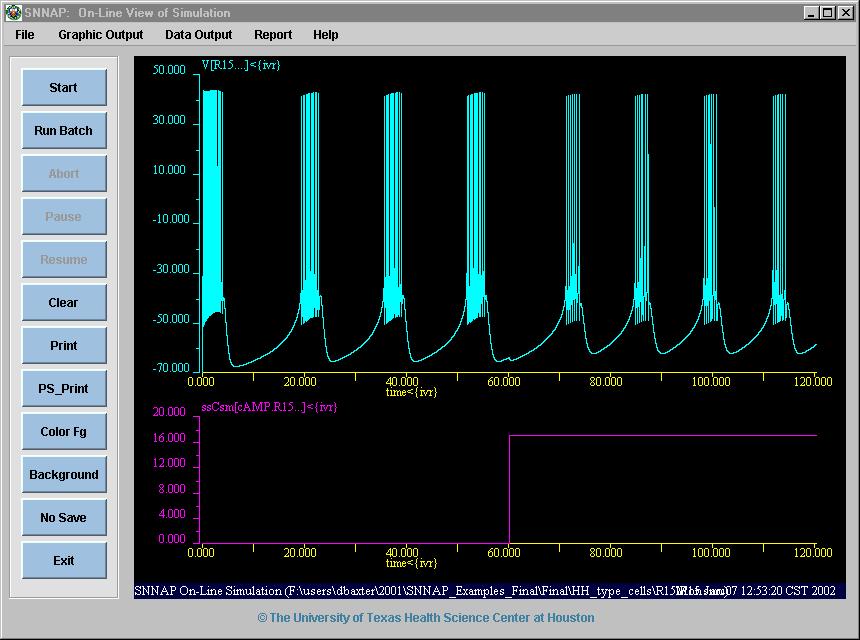 SNNAP: On-Line View of Simulation
File Graphic Output Data Output Report Help
Start
Run Batch
Abort
Pause
Resume
Clear
Print
PS_Print
Color Fg
Background
No Save
Exit
V[R15....]<{ivr}
50.000
30.000
10.000
-10.000
-30.000
-50.000
-70.000
0.000 20.000 40.000 60.000 80.000 100.000 120.000
time<{ivr}
ssCsm[cAMP.R15...]<{ivr}
20.000
16.000
12.000
8.000
4.000
0.000
0.000 20.000 40.000 60.000 80.000 100.000 120.000
time<{ivr}
SNNAP On-Line Simulation (F:\users\dbaxter\2001\SNNAP_Examples_Final\Final\HH_type_cells\R15 07 12:53:20 CST 2002
© The University of Texas Health Science Center at Houston